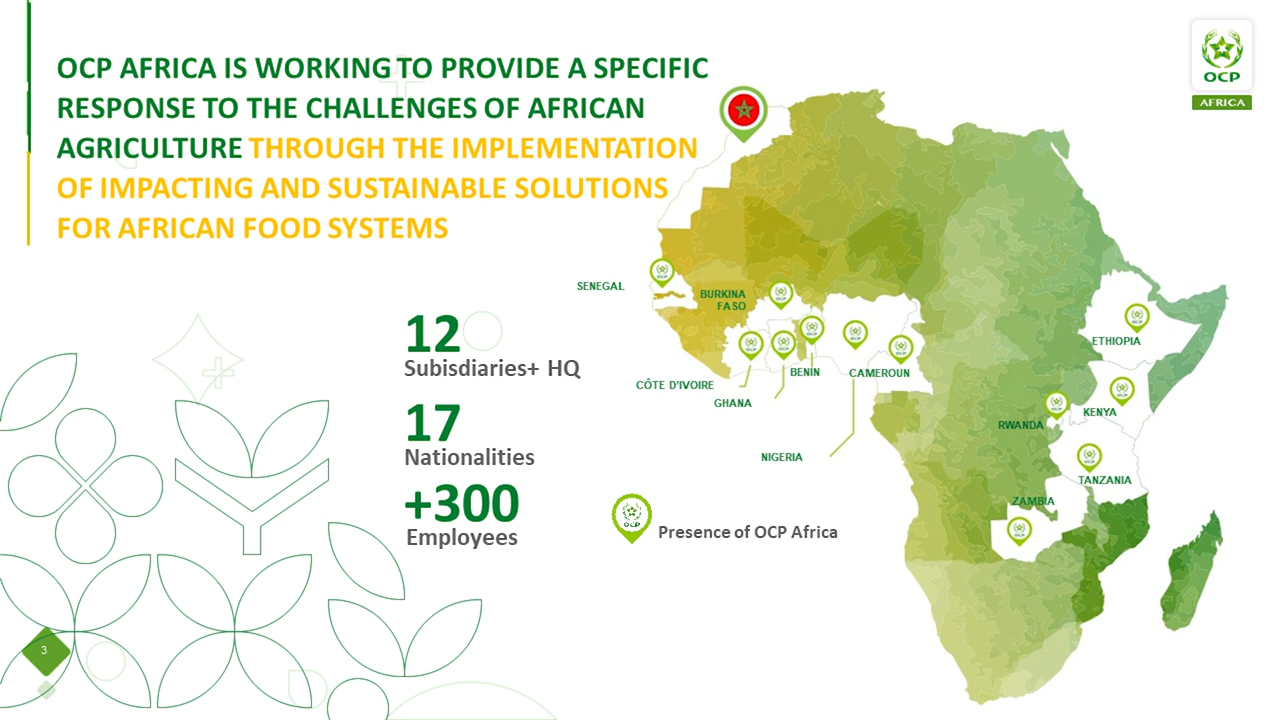 OCP AFRICA IS WORKING TO PROVIDE A SPECIFIC
RESPONSE TO THE CHALLENGES OF AFRICAN
AGRICULTURE THROUGH THE IMPLEMENTATION
OF IMPACTING AND SUSTAINABLE SOLUTIONS
FOR AFRICAN FOOD SYSTEMS
OCP
AFRICA
SENEGAL
BURKINA
FASO
BENIN
CAMEROUN
CÔTE D'IVOIRE
GHANA
NIGERIA
ETHIOPIA
KENYA
RWANDA
TANZANIA
ZAMBIA
12
Subisdiaries+ HQ
17
Nationalities
+300
Employees
OCP
Presence of OCP Africa
3